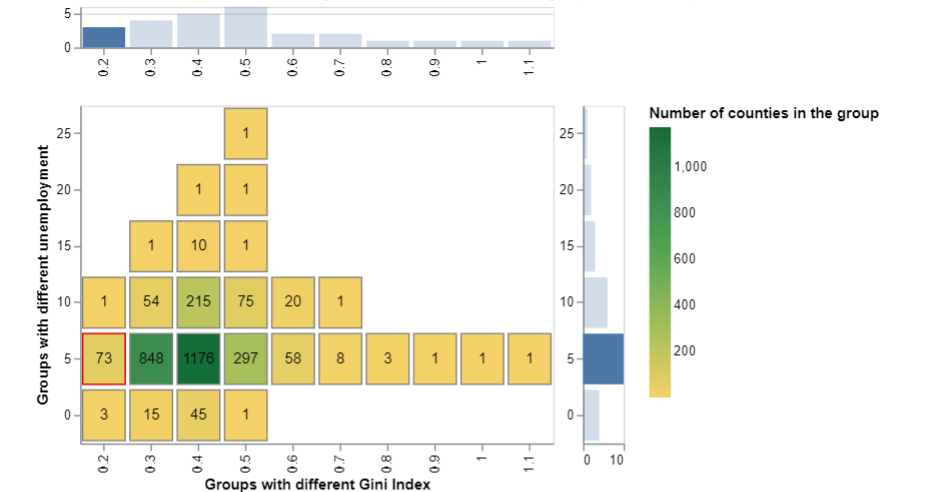 5
0
0.2 0.3 0.4 0.5 0.6 0.7 0.8 0.9 1 1.1
Number of counties in the group
25 1 25
1,000
20 1 1 20
800
15 1 10 1 15
600
10 1 54 215 75 20 1 10
400
5 73 848 1176 297 58 8 3 1 1 1 5
200
0 3 15 45 1 0
Groups with different unemployment
0.2 0.3 0.4 0.5 0.6 0.7 0.8 0.9 1 1.1
0 10
Groups with different Gini Index